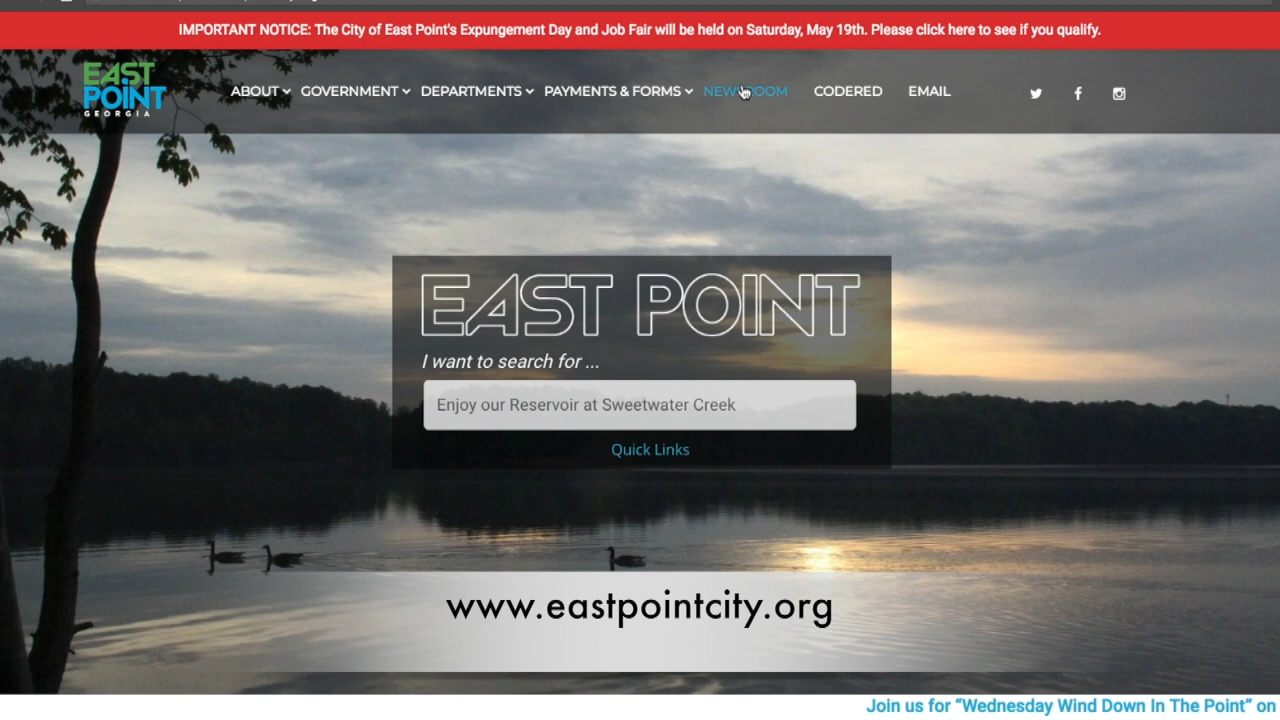 IMPORTANT NOTICE: The City of East Point's Expungement Day and Job Fair will be held on Saturday, May 19th. Please click here to see if you qualify.
EAST
POINT
GEORGIA
ABOUT GOVERNMENT DEPARTMENTS PAYMENTS & FORMS NEWSROOM CODERED EMAIL
EAST POINT
I want to search for ...
Enjoy our Reservoir at Sweetwater Creek
Quick Links
www.eastpointcity.org
Join us for “Wednesday Wind Down In The Point” on